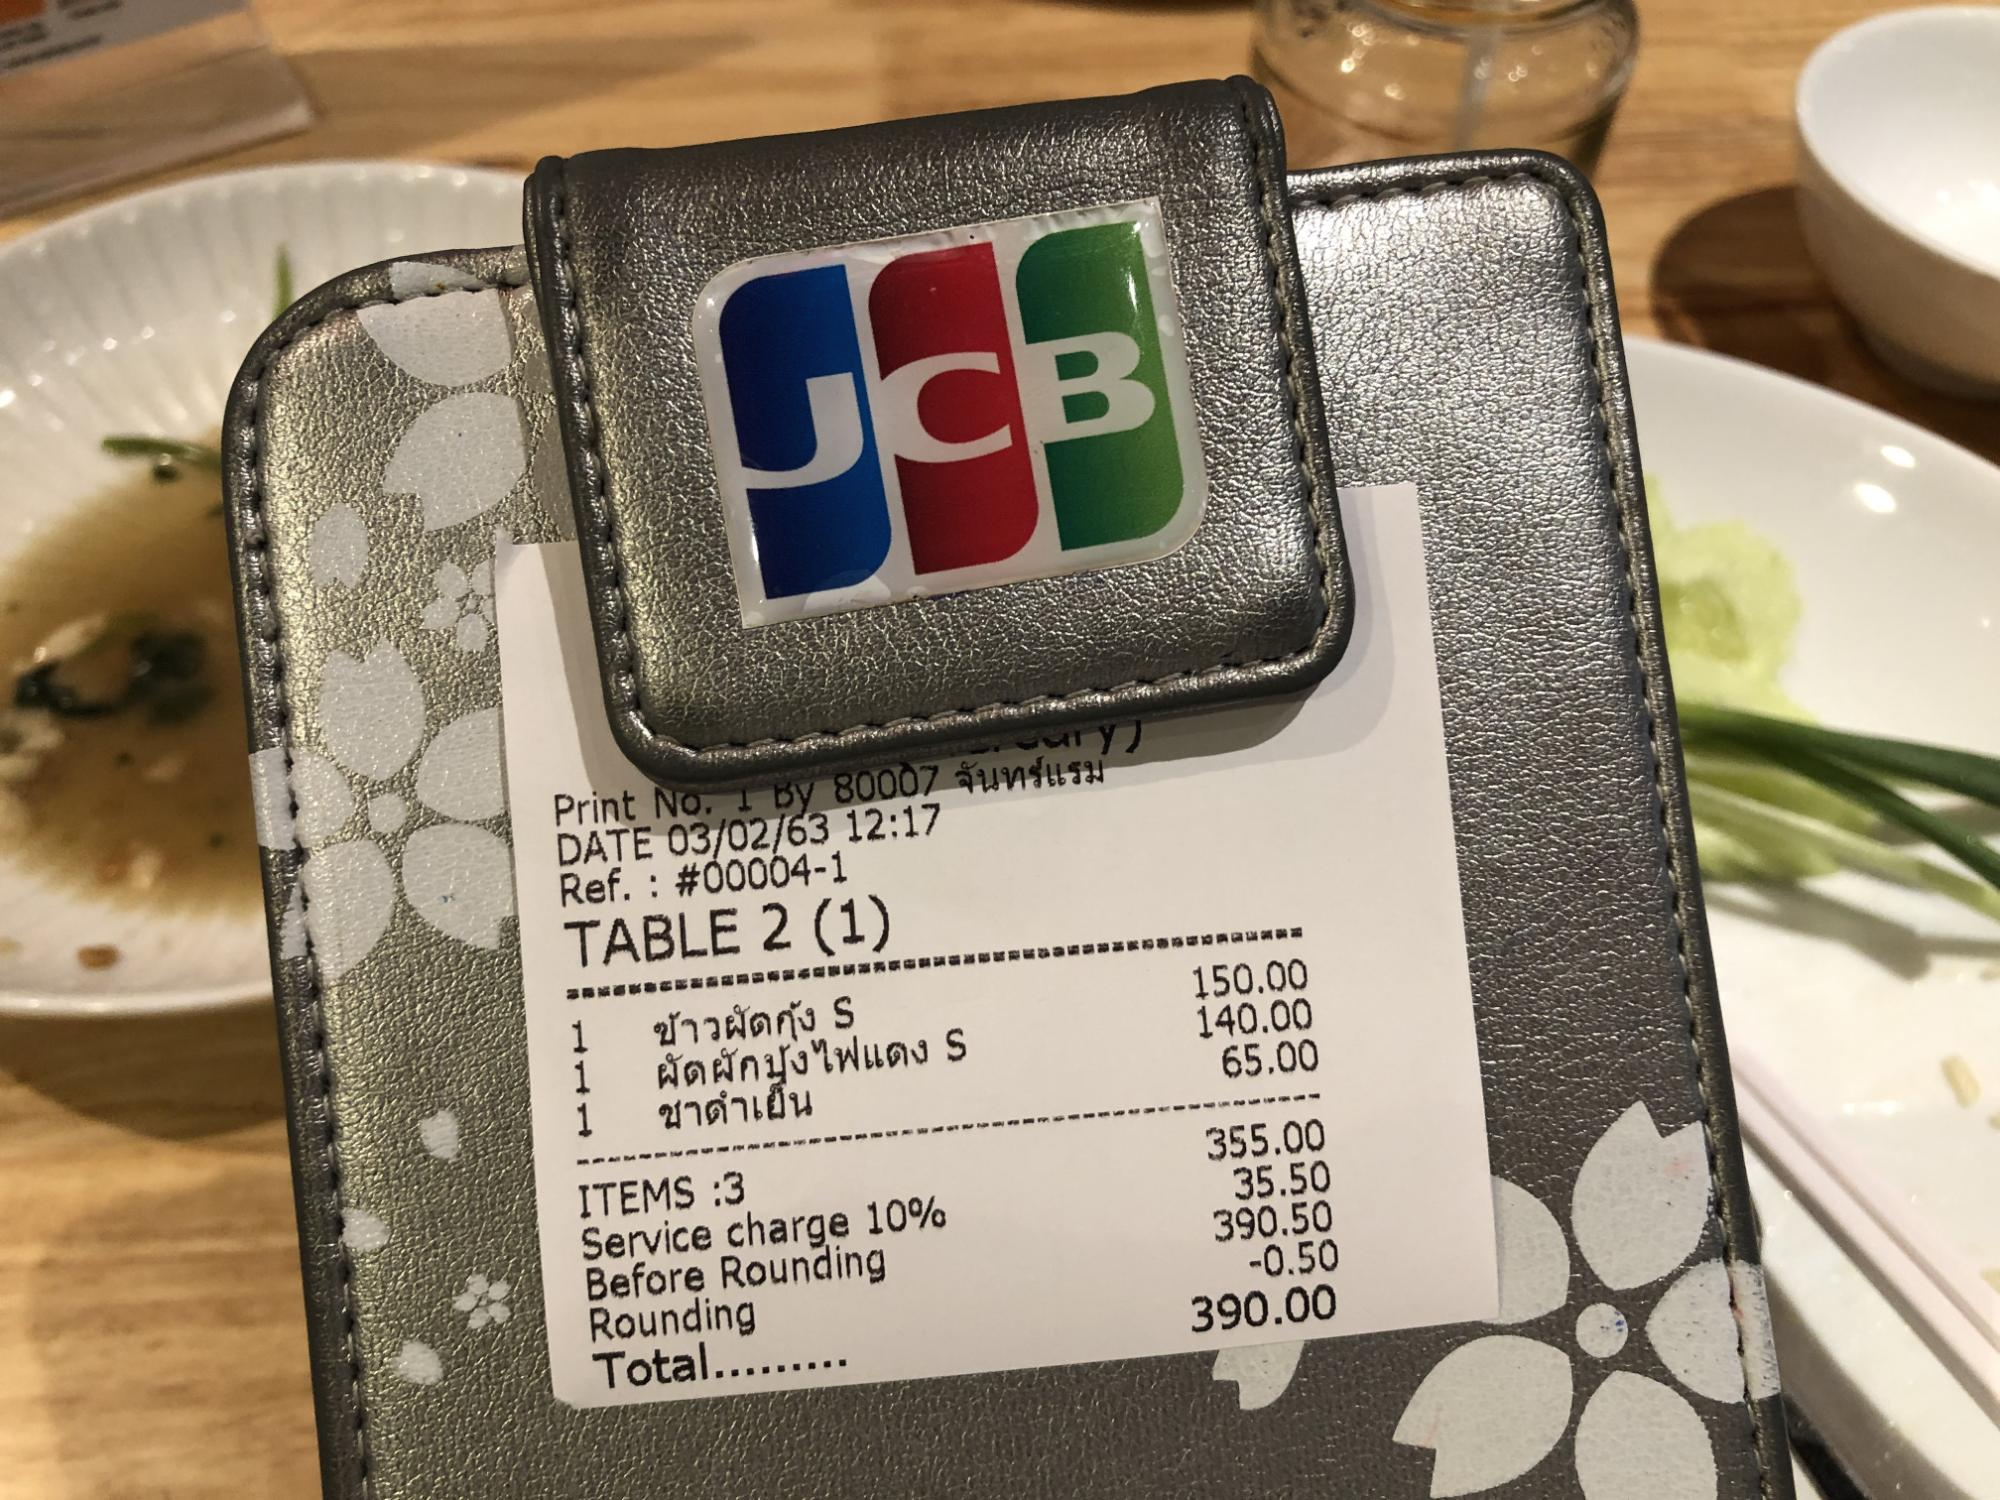 JCB
Print No. 1 By 80007 จันทร์แรม
DATE 03/02/63 12:17
Ref. : #00004-1
TABLE 2 (1)
1 ข้าวผัดกุ้ง S 150.00
1 ผัดผักบุ้งไฟแดง S 140.00
1 ชาดำเย็น 65.00
ITEMS :3 355.00
Service charge 10% 35.50
Before Rounding 390.50
Rounding -0.50
Total......... 390.00